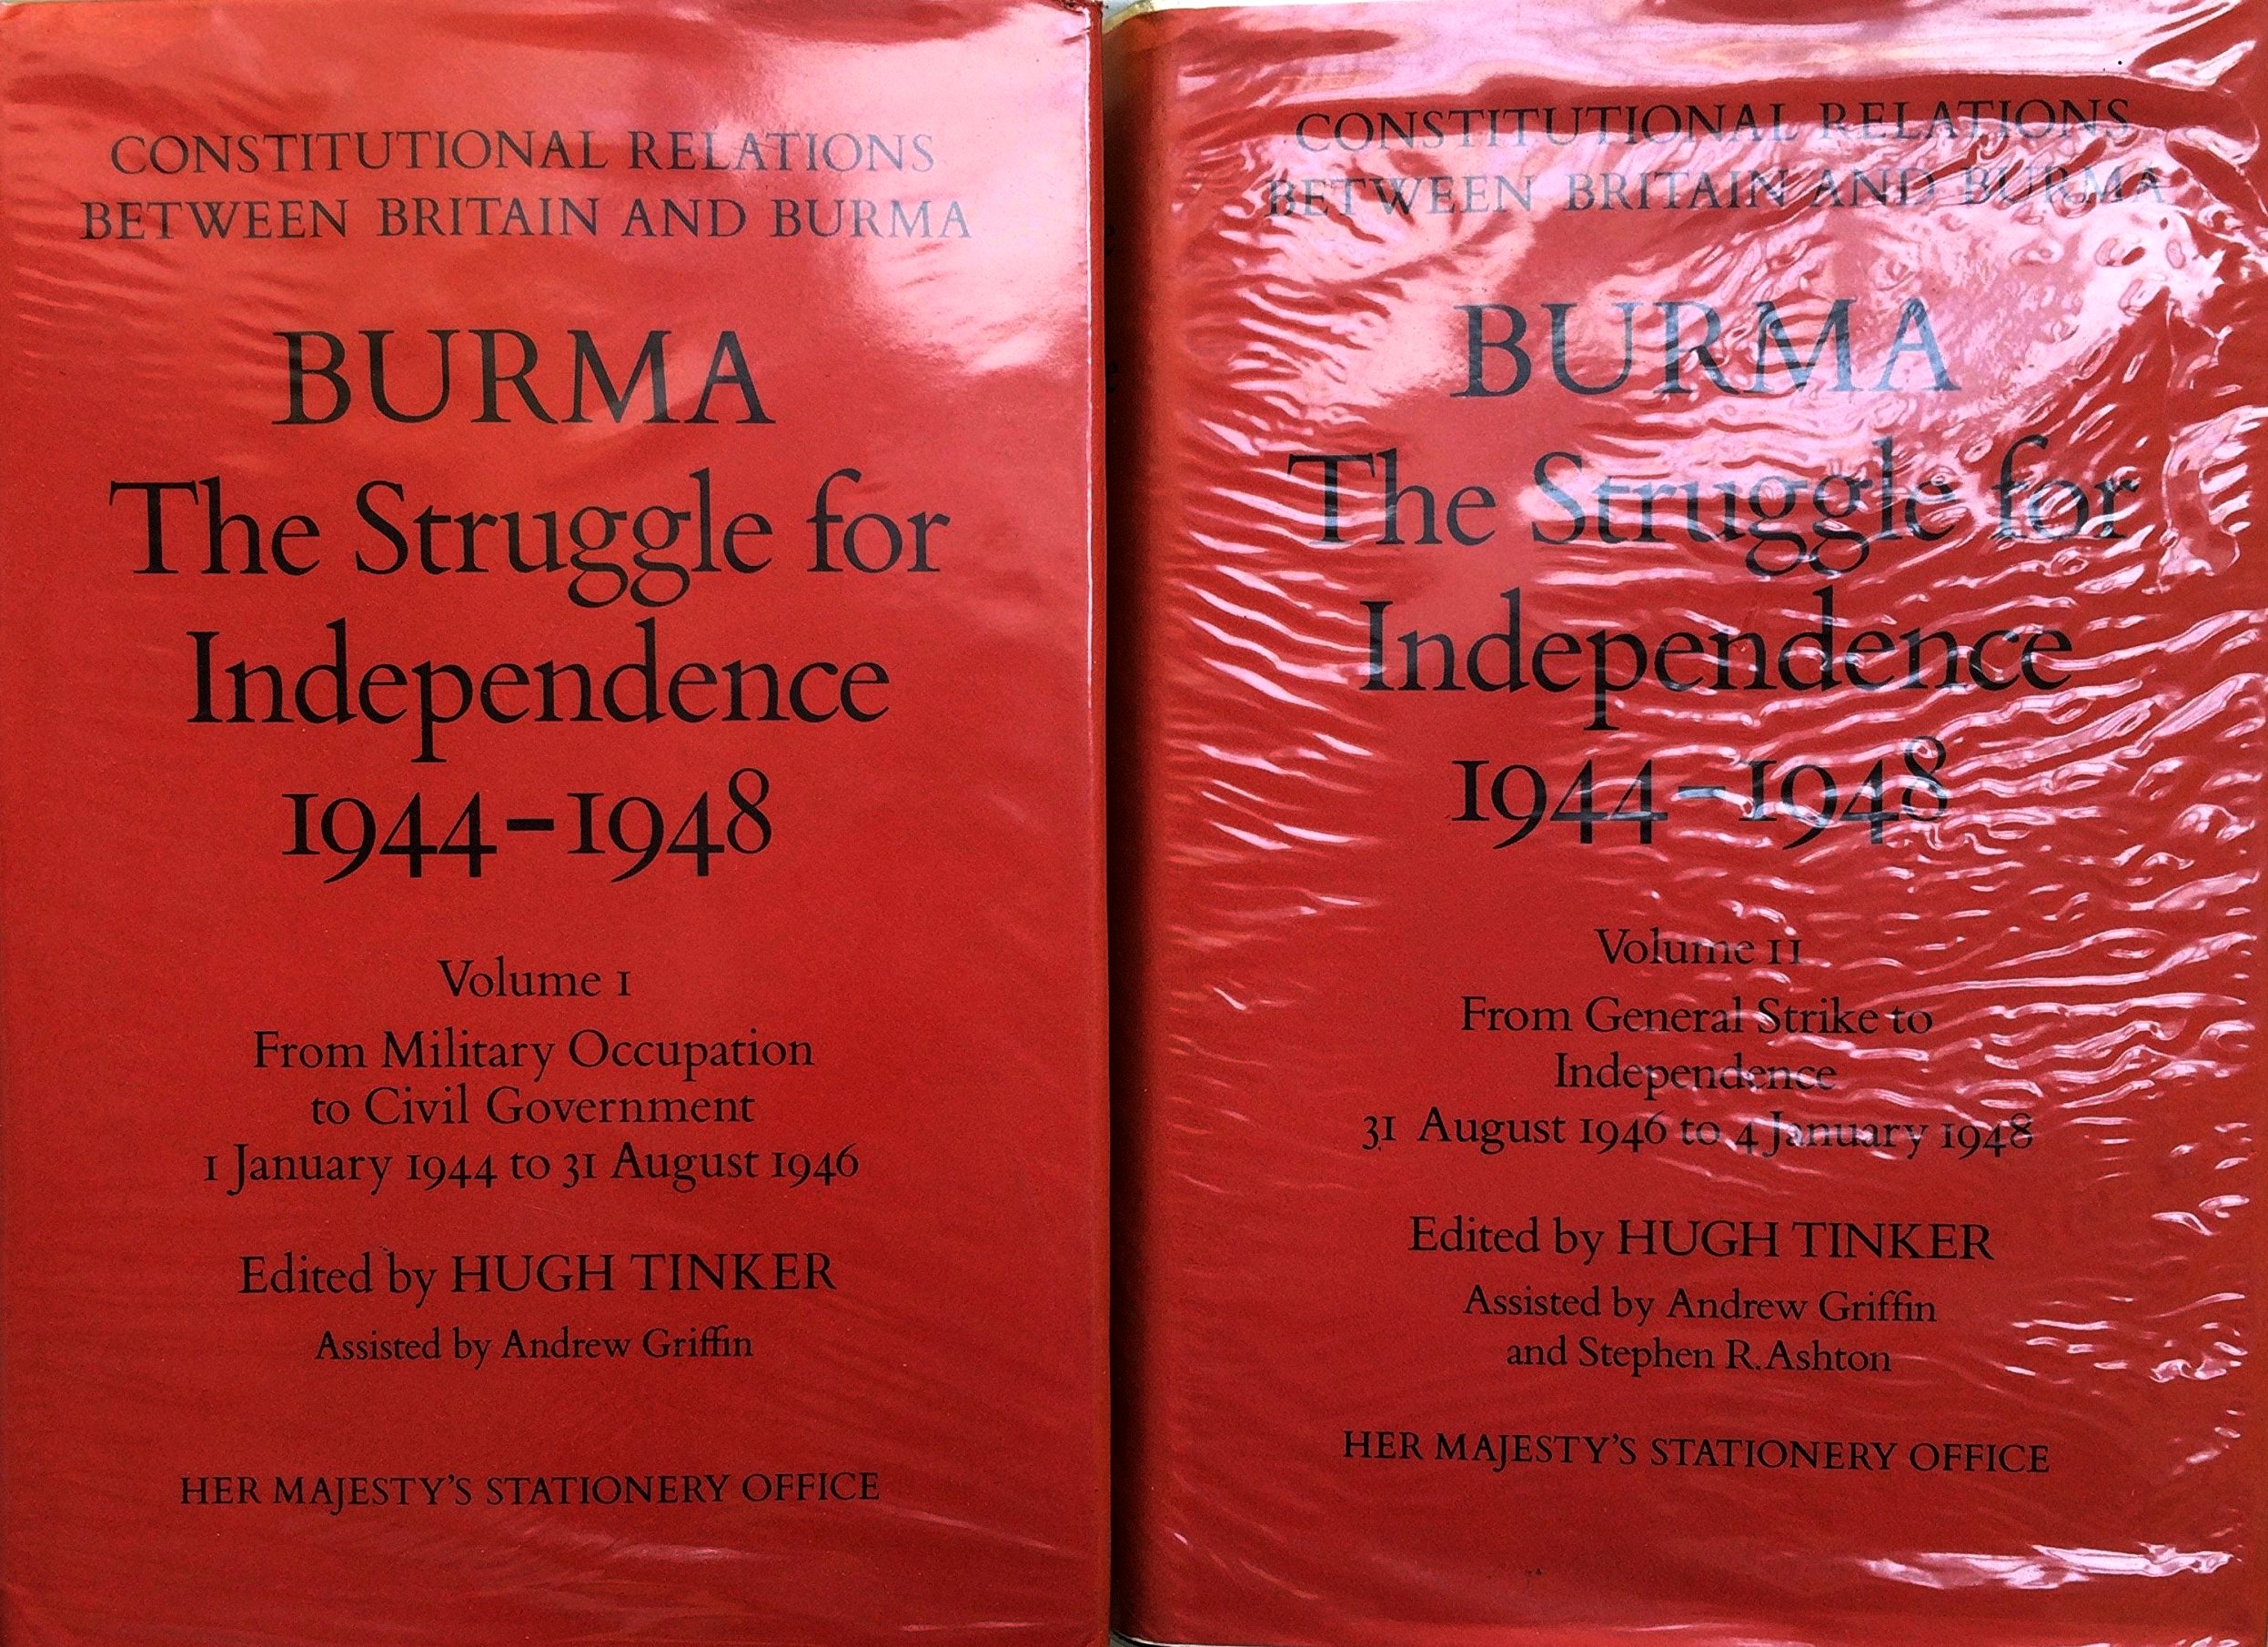 CONSTITUTIONAL RELATIONS
BETWEEN BRITAIN AND BURMA
BURMA
The Struggle for
Independence
1944–1948
Volume I
From Military Occupation
to Civil Government
1 January 1944 to 31 August 1946
Edited by HUGH TINKER
Assisted by Andrew Griffin
HER MAJESTY'S STATIONERY OFFICE
CONSTITUTIONAL RELATIONS
BETWEEN BRITAIN AND BURMA
BURMA
The Struggle for
Independence
1944–1948
Volume II
From General Strike to
Independence
31 August 1946 to 4 January 1948
Edited by HUGH TINKER
Assisted by Andrew Griffin
and Stephen R. Ashton
HER MAJESTY'S STATIONERY OFFICE